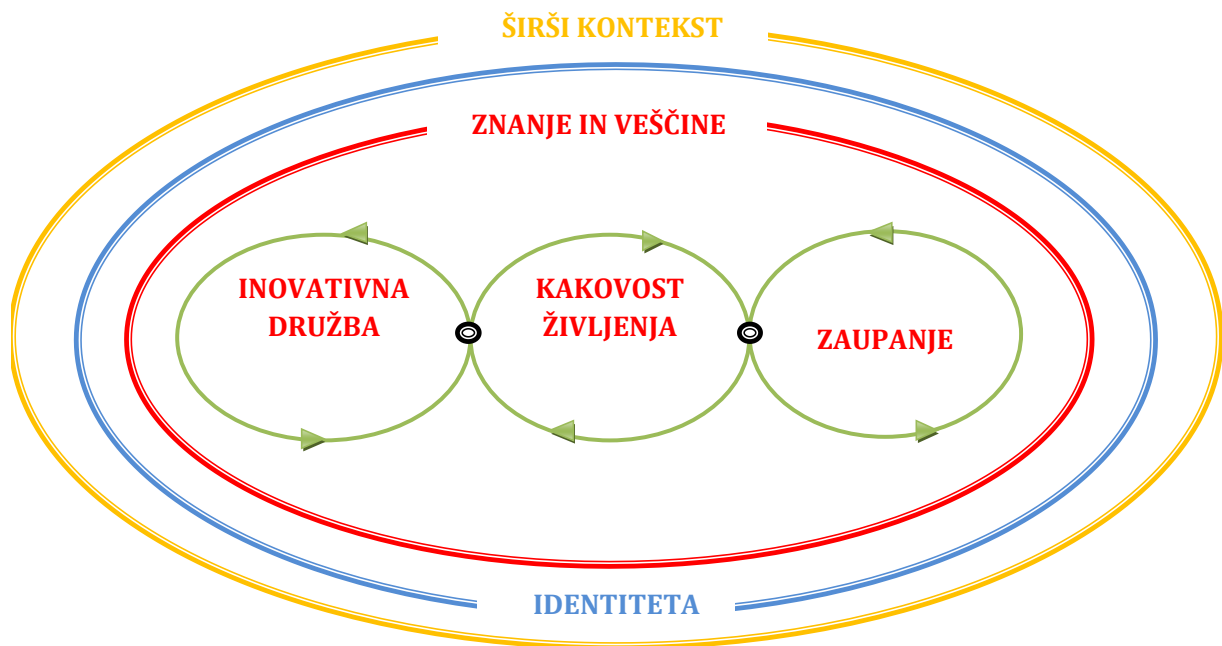 ŠIRŠI KONTEKST
ZNANJE IN VEŠČINE
INOVATIVNA
DRUŽBA
KAKOVOST
ŽIVLJENJA
ZAUPANJE
IDENTITETA